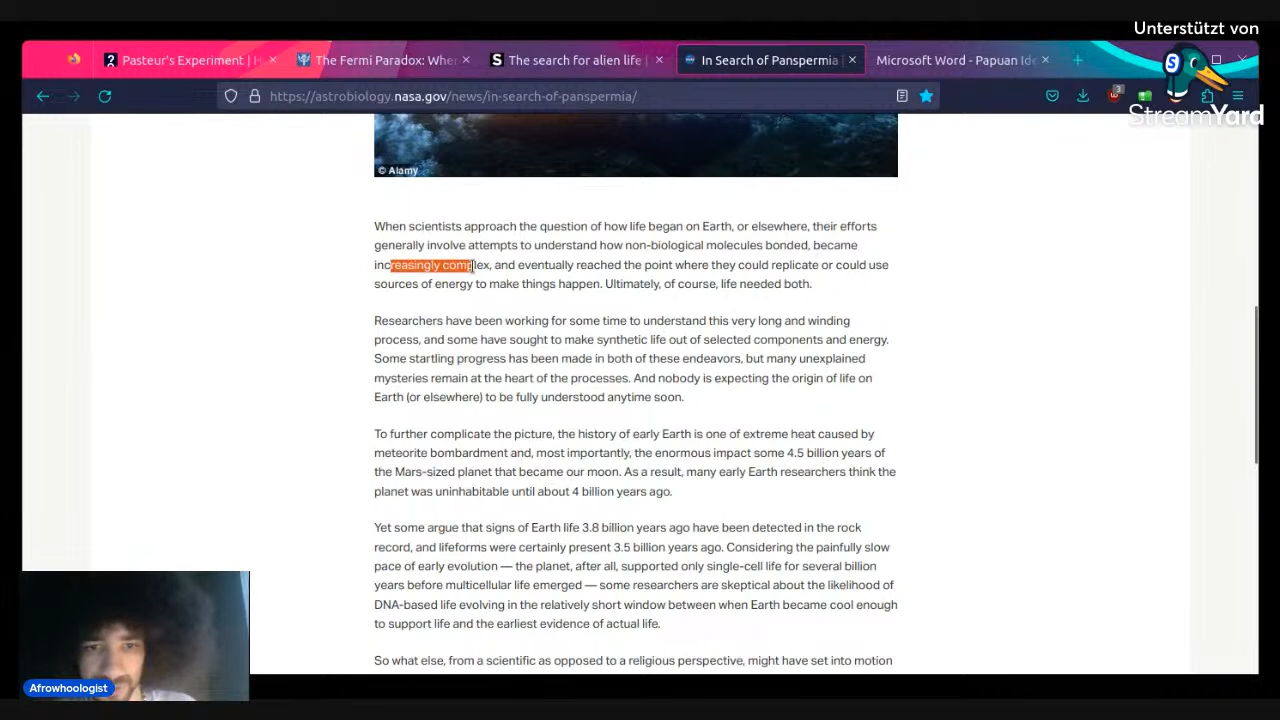 Unterstützt von
StreamYard
Pasteur's Experiment | H
The Fermi Paradox: Wher
The search for alien life (
In Search of Panspermia |
Microsoft Word - Papuan Ide
https://astrobiology.nasa.gov/news/in-search-of-panspermia/
3
© Alamy
When scientists approach the question of how life began on Earth, or elsewhere, their efforts
generally involve attempts to understand how non-biological molecules bonded, became
increasingly complex, and eventually reached the point where they could replicate or could use
sources of energy to make things happen. Ultimately, of course, life needed both.
Researchers have been working for some time to understand this very long and winding
process, and some have sought to make synthetic life out of selected components and energy.
Some startling progress has been made in both of these endeavors, but many unexplained
mysteries remain at the heart of the processes. And nobody is expecting the origin of life on
Earth (or elsewhere) to be fully understood anytime soon.
To further complicate the picture, the history of early Earth is one of extreme heat caused by
meteorite bombardment and, most importantly, the enormous impact some 4.5 billion years of
the Mars-sized planet that became our moon. As a result, many early Earth researchers think the
planet was uninhabitable until about 4 billion years ago.
Yet some argue that signs of Earth life 3.8 billion years ago have been detected in the rock
record, and lifeforms were certainly present 3.5 billion years ago. Considering the painfully slow
pace of early evolution — the planet, after all, supported only single-cell life for several billion
years before multicellular life emerged — some researchers are skeptical about the likelihood of
DNA-based life evolving in the relatively short window between when Earth became cool enough
to support life and the earliest evidence of actual life.
So what else, from a scientific as opposed to a religious perspective, might have set into motion
Afrowhoologist